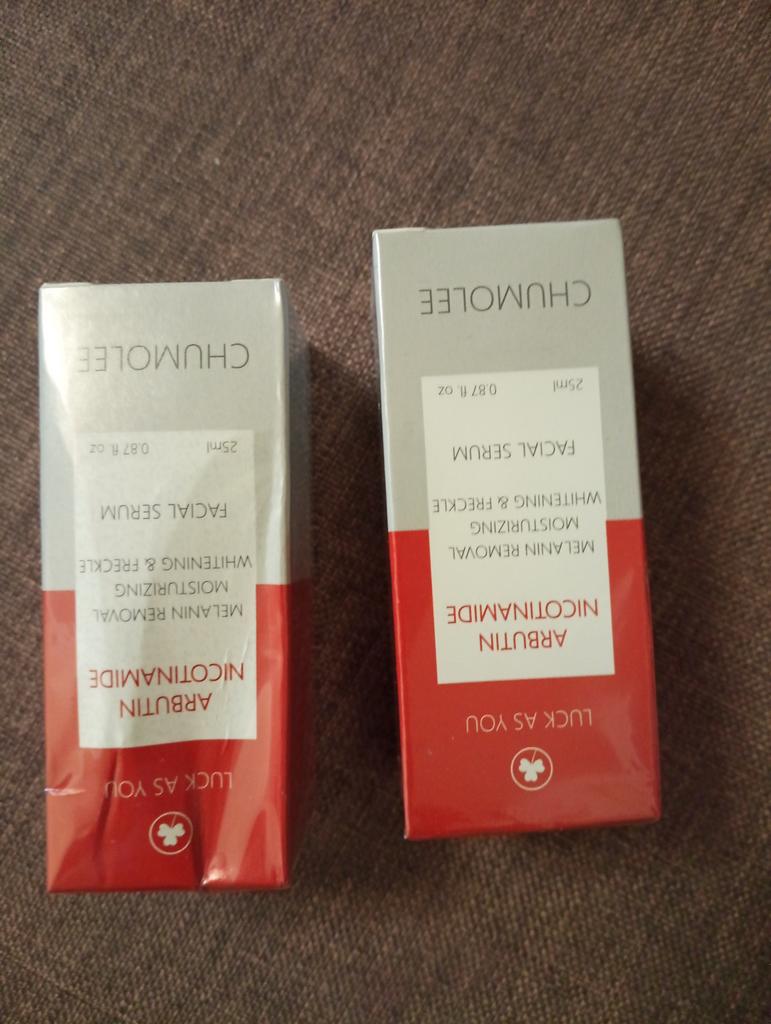 LUCK AS YOU
ARBUTIN
NICOTINAMIDE
MELANIN REMOVAL
MOISTURIZING
WHITENING & FRECKLE
FACIAL SERUM
25ml 0.87 fl. oz
CHUMOLEE
LUCK AS YOU
ARBUTIN
NICOTINAMIDE
MELANIN REMOVAL
MOISTURIZING
WHITENING & FRECKLE
FACIAL SERUM
25ml 0.87 fl. oz
CHUMOLEE